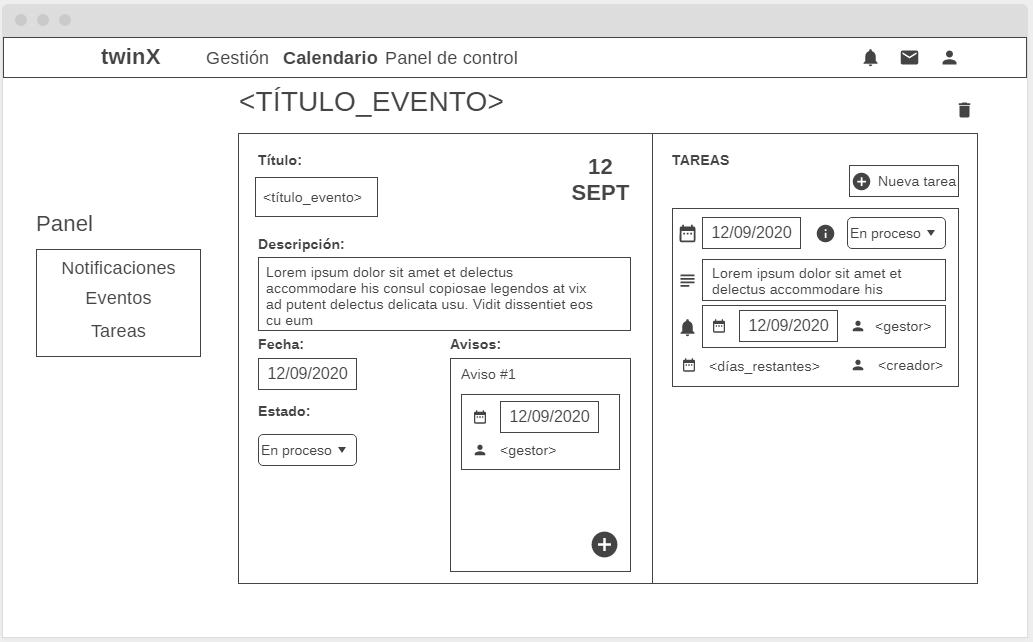 twinX Gestión Calendario Panel de control
<TÍTULO_EVENTO>
Panel
Notificaciones
Eventos
Tareas
Título:
<título_evento>
12
SEPT
Descripción:
Lorem ipsum dolor sit amet et delectus
accommodare his consul copiosae legendos at vix
ad putent delectus delicata usu. Vidit dissentiet eos
cu eum
Fecha:
12/09/2020
Estado:
En proceso
Avisos:
Aviso #1
12/09/2020
<gestor>
TAREAS
Nueva tarea
12/09/2020 En proceso
Lorem ipsum dolor sit amet et
delectus accommodare his
12/09/2020 <gestor>
<días_restantes> <creador>